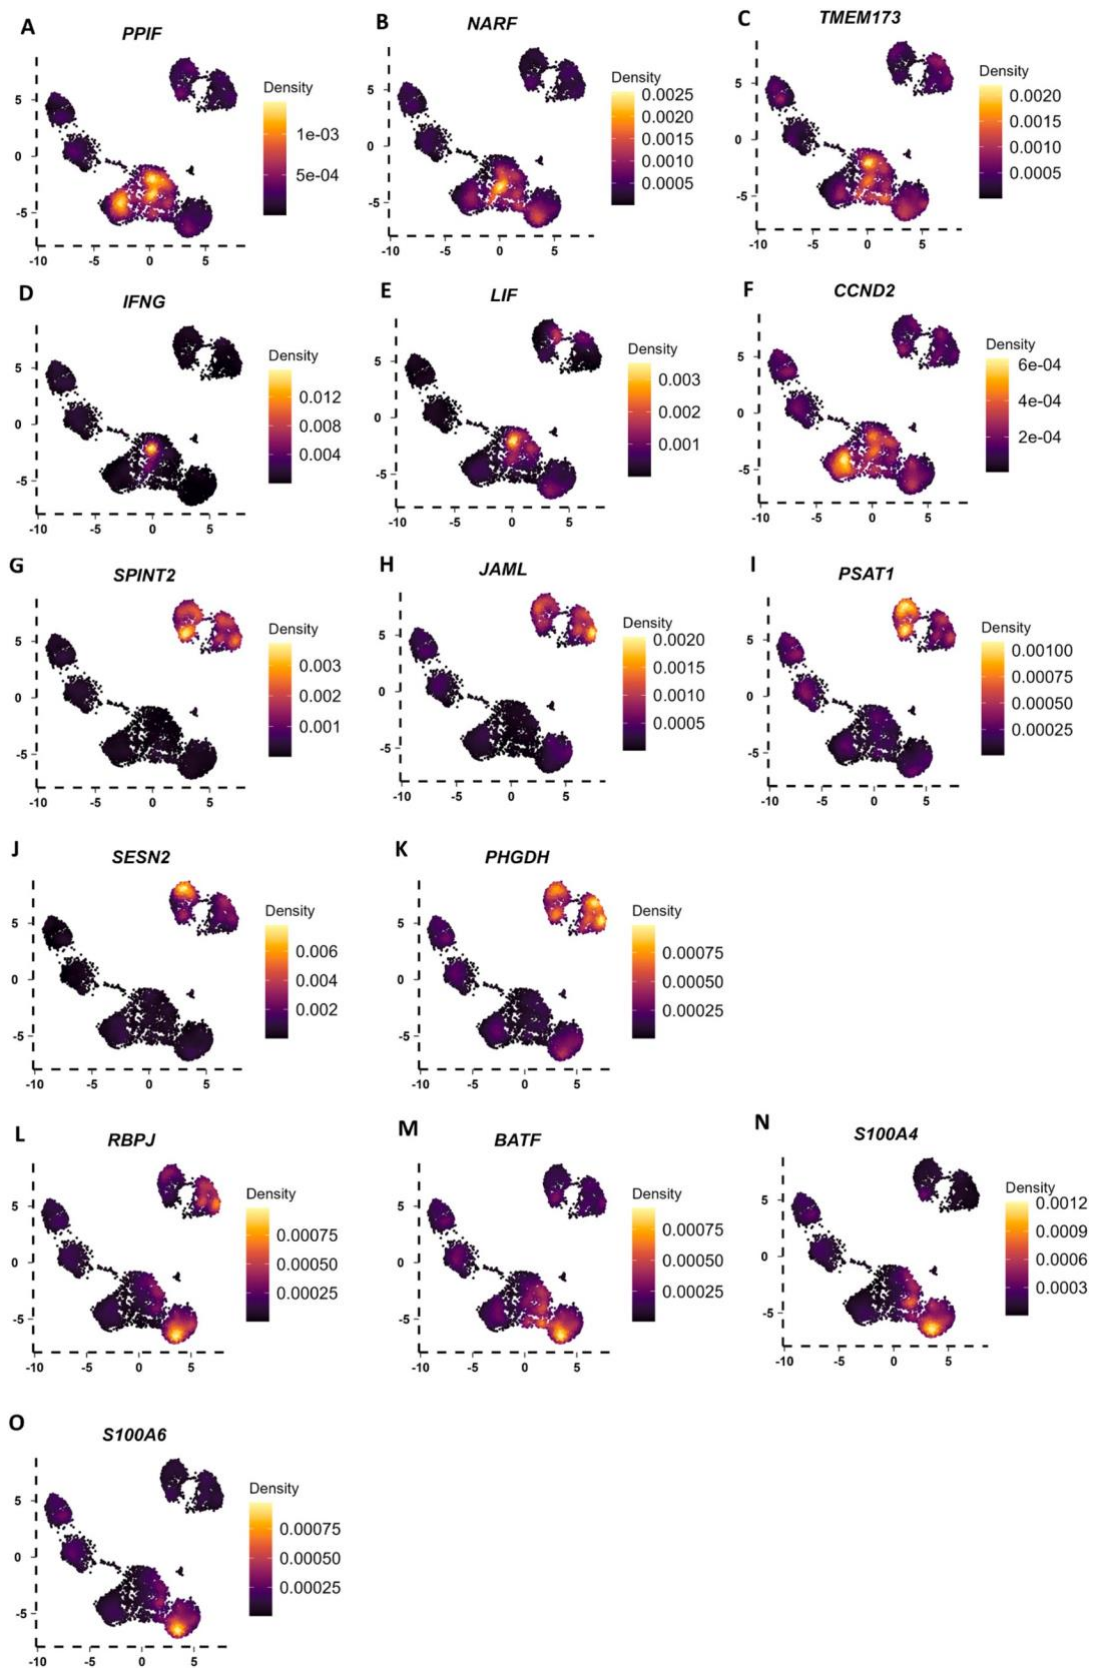 A
PPIF
Density
1e-03
5e-04
5
0
-5
-10 -5 0 5
B
NARF
Density
0.0025
0.0020
0.0015
0.0010
0.0005
5
0
-5
-10 -5 0 5
C
TMEM173
Density
0.0020
0.0015
0.0010
0.0005
5
0
-5
-10 -5 0 5
D
IFNG
Density
0.012
0.008
0.004
5
0
-5
-10 -5 0 5
E
LIF
Density
0.003
0.002
0.001
5
0
-5
-10 -5 0 5
F
CCND2
Density
6e-04
4e-04
2e-04
5
0
-5
-10 -5 0 5
G
SPINT2
Density
0.003
0.002
0.001
5
0
-5
-10 -5 0 5
H
JAML
Density
0.0020
0.0015
0.0010
0.0005
5
0
-5
-10 -5 0 5
I
PSAT1
Density
0.00100
0.00075
0.00050
0.00025
5
0
-5
-10 -5 0 5
J
SESN2
Density
0.006
0.004
0.002
5
0
-5
-10 -5 0 5
K
PHGDH
Density
0.00075
0.00050
0.00025
5
0
-5
-10 -5 0 5
L
RBPJ
Density
0.00075
0.00050
0.00025
5
0
-5
-10 -5 0 5
M
BATF
Density
0.00075
0.00050
0.00025
5
0
-5
-10 -5 0 5
N
S100A4
Density
0.0012
0.0009
0.0006
0.0003
5
0
-5
-10 -5 0 5
O
S100A6
Density
0.00075
0.00050
0.00025
5
0
-5
-10 -5 0 5